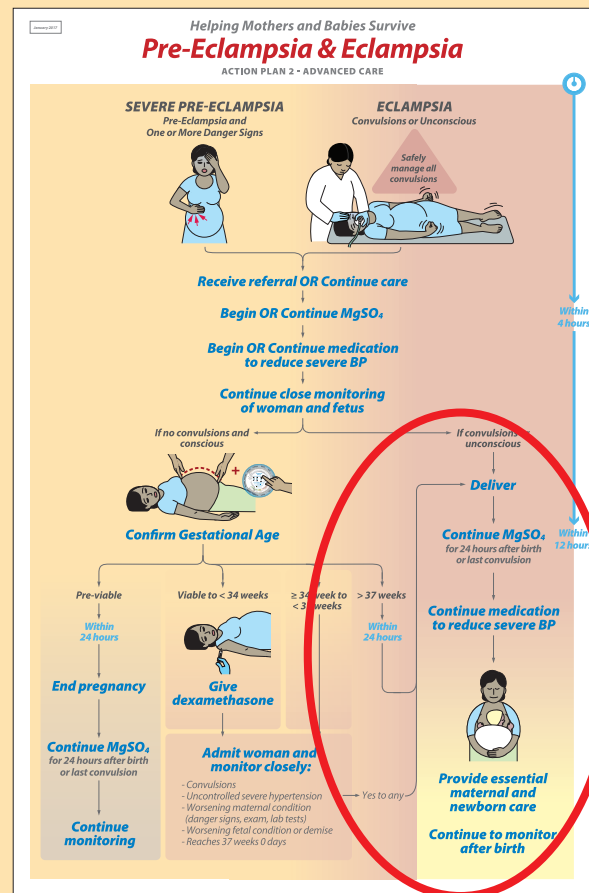 January 2017
Helping Mothers and Babies Survive
Pre-Eclampsia & Eclampsia
ACTION PLAN 2 - ADVANCED CARE
SEVERE PRE-ECLAMPSIA
Pre-Eclampsia and
One or More Danger Signs
ECLAMPSIA
Convulsions or Unconscious
Safely
manage all
convulsions
Receive referral OR Continue care
Begin OR Continue MgSO₄
Within
4 hours
Begin OR Continue medication
to reduce severe BP
Continue close monitoring
of woman and fetus
If no convulsions and
conscious
If convulsions
unconscious
+
Deliver
Confirm Gestational Age
Continue MgSO₄
for 24 hours after birth
or last convulsion
Within
12 hours
Pre-viable
Within
24 hours
End pregnancy
Continue MgSO₄
for 24 hours after birth
or last convulsion
Continue
monitoring
Viable to < 34 weeks
Give
dexamethasone
≥ 34 week to
< 3 weeks
> 37 weeks
Within
24 hours
Admit woman and
monitor closely:
- Convulsions
- Uncontrolled severe hypertension
- Worsening maternal condition
(danger signs, exam, lab tests)
- Worsening fetal condition or demise
- Reaches 37 weeks 0 days
Yes to any
Continue medication
to reduce severe BP
Provide essential
maternal and
newborn care
Continue to monitor
after birth